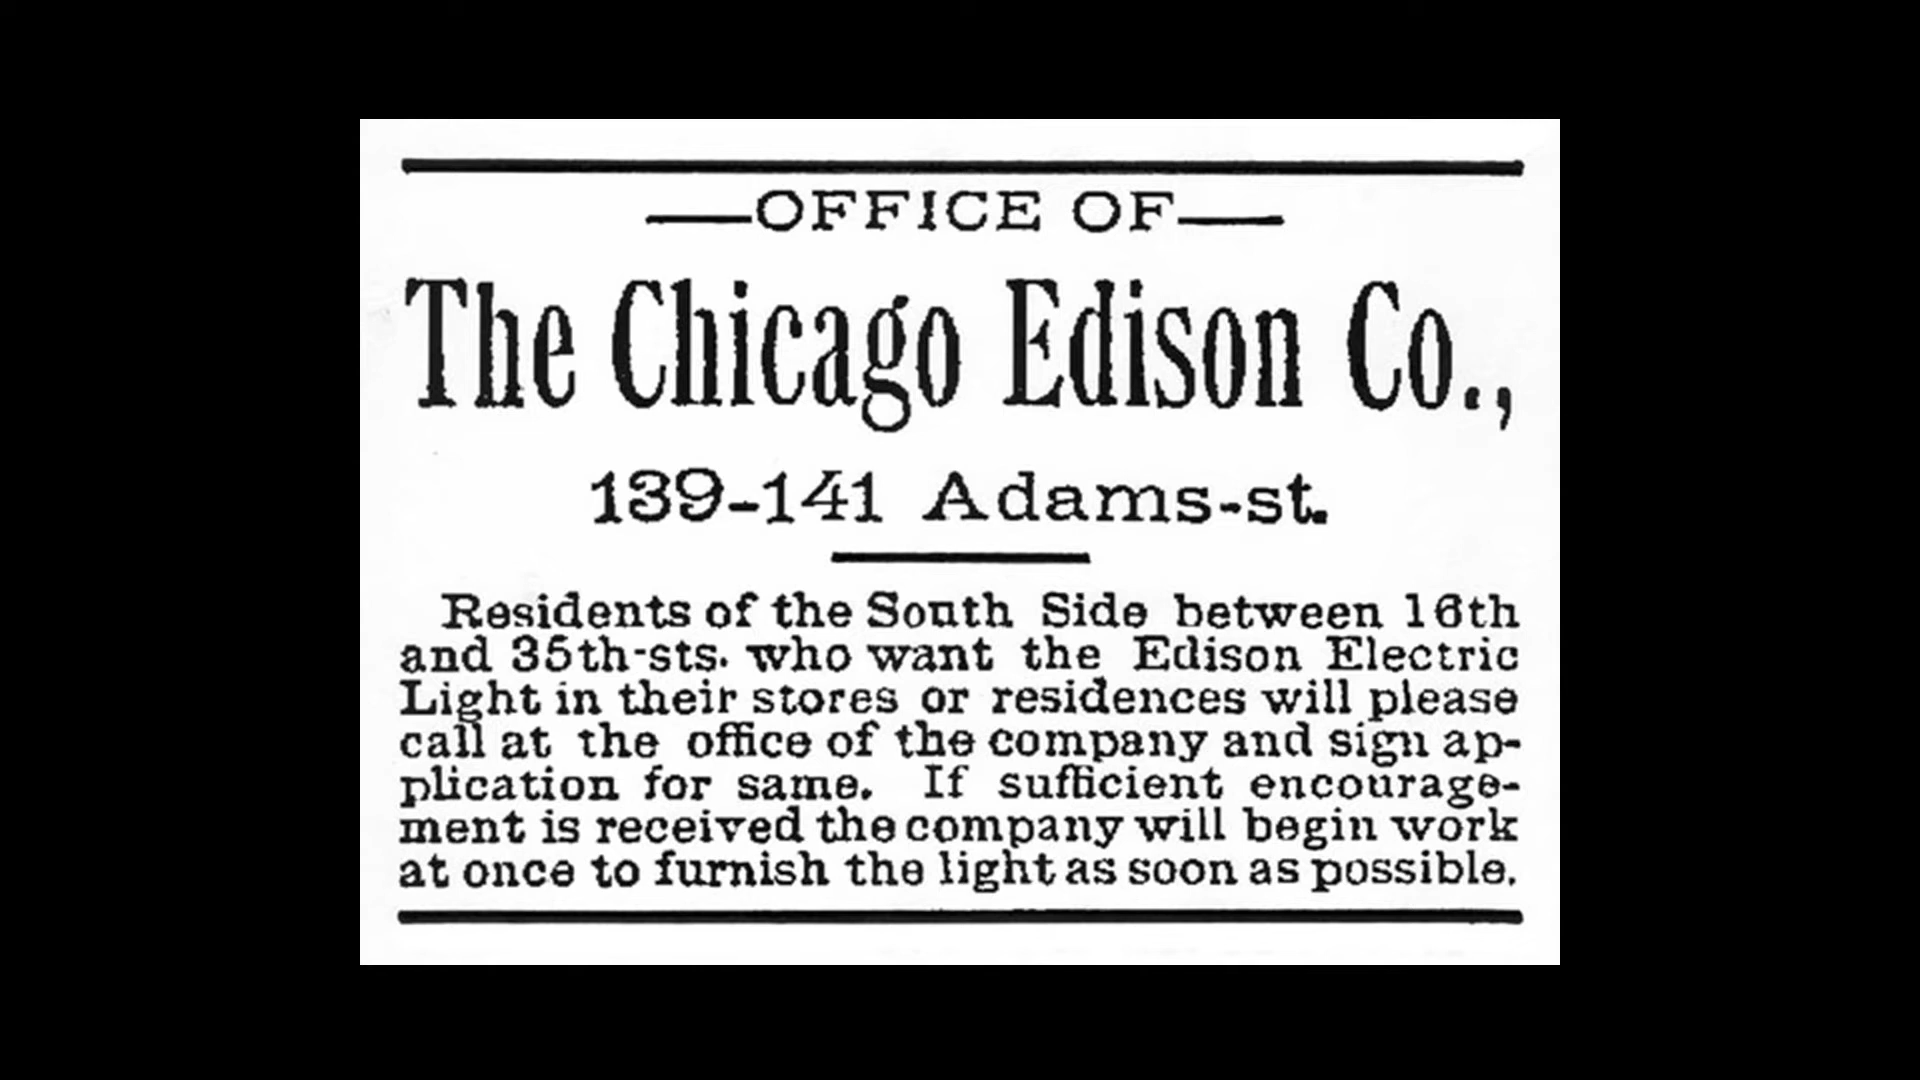 —OFFICE OF—
The Chicago Edison Co.,
139-141 Adams-st.
Residents of the South Side between 16th
and 35th-sts. who want the Edison Electric
Light in their stores or residences will please
call at the office of the company and sign ap-
plication for same. If sufficient encourage-
ment is received the company will begin work
at once to furnish the light as soon as possible.